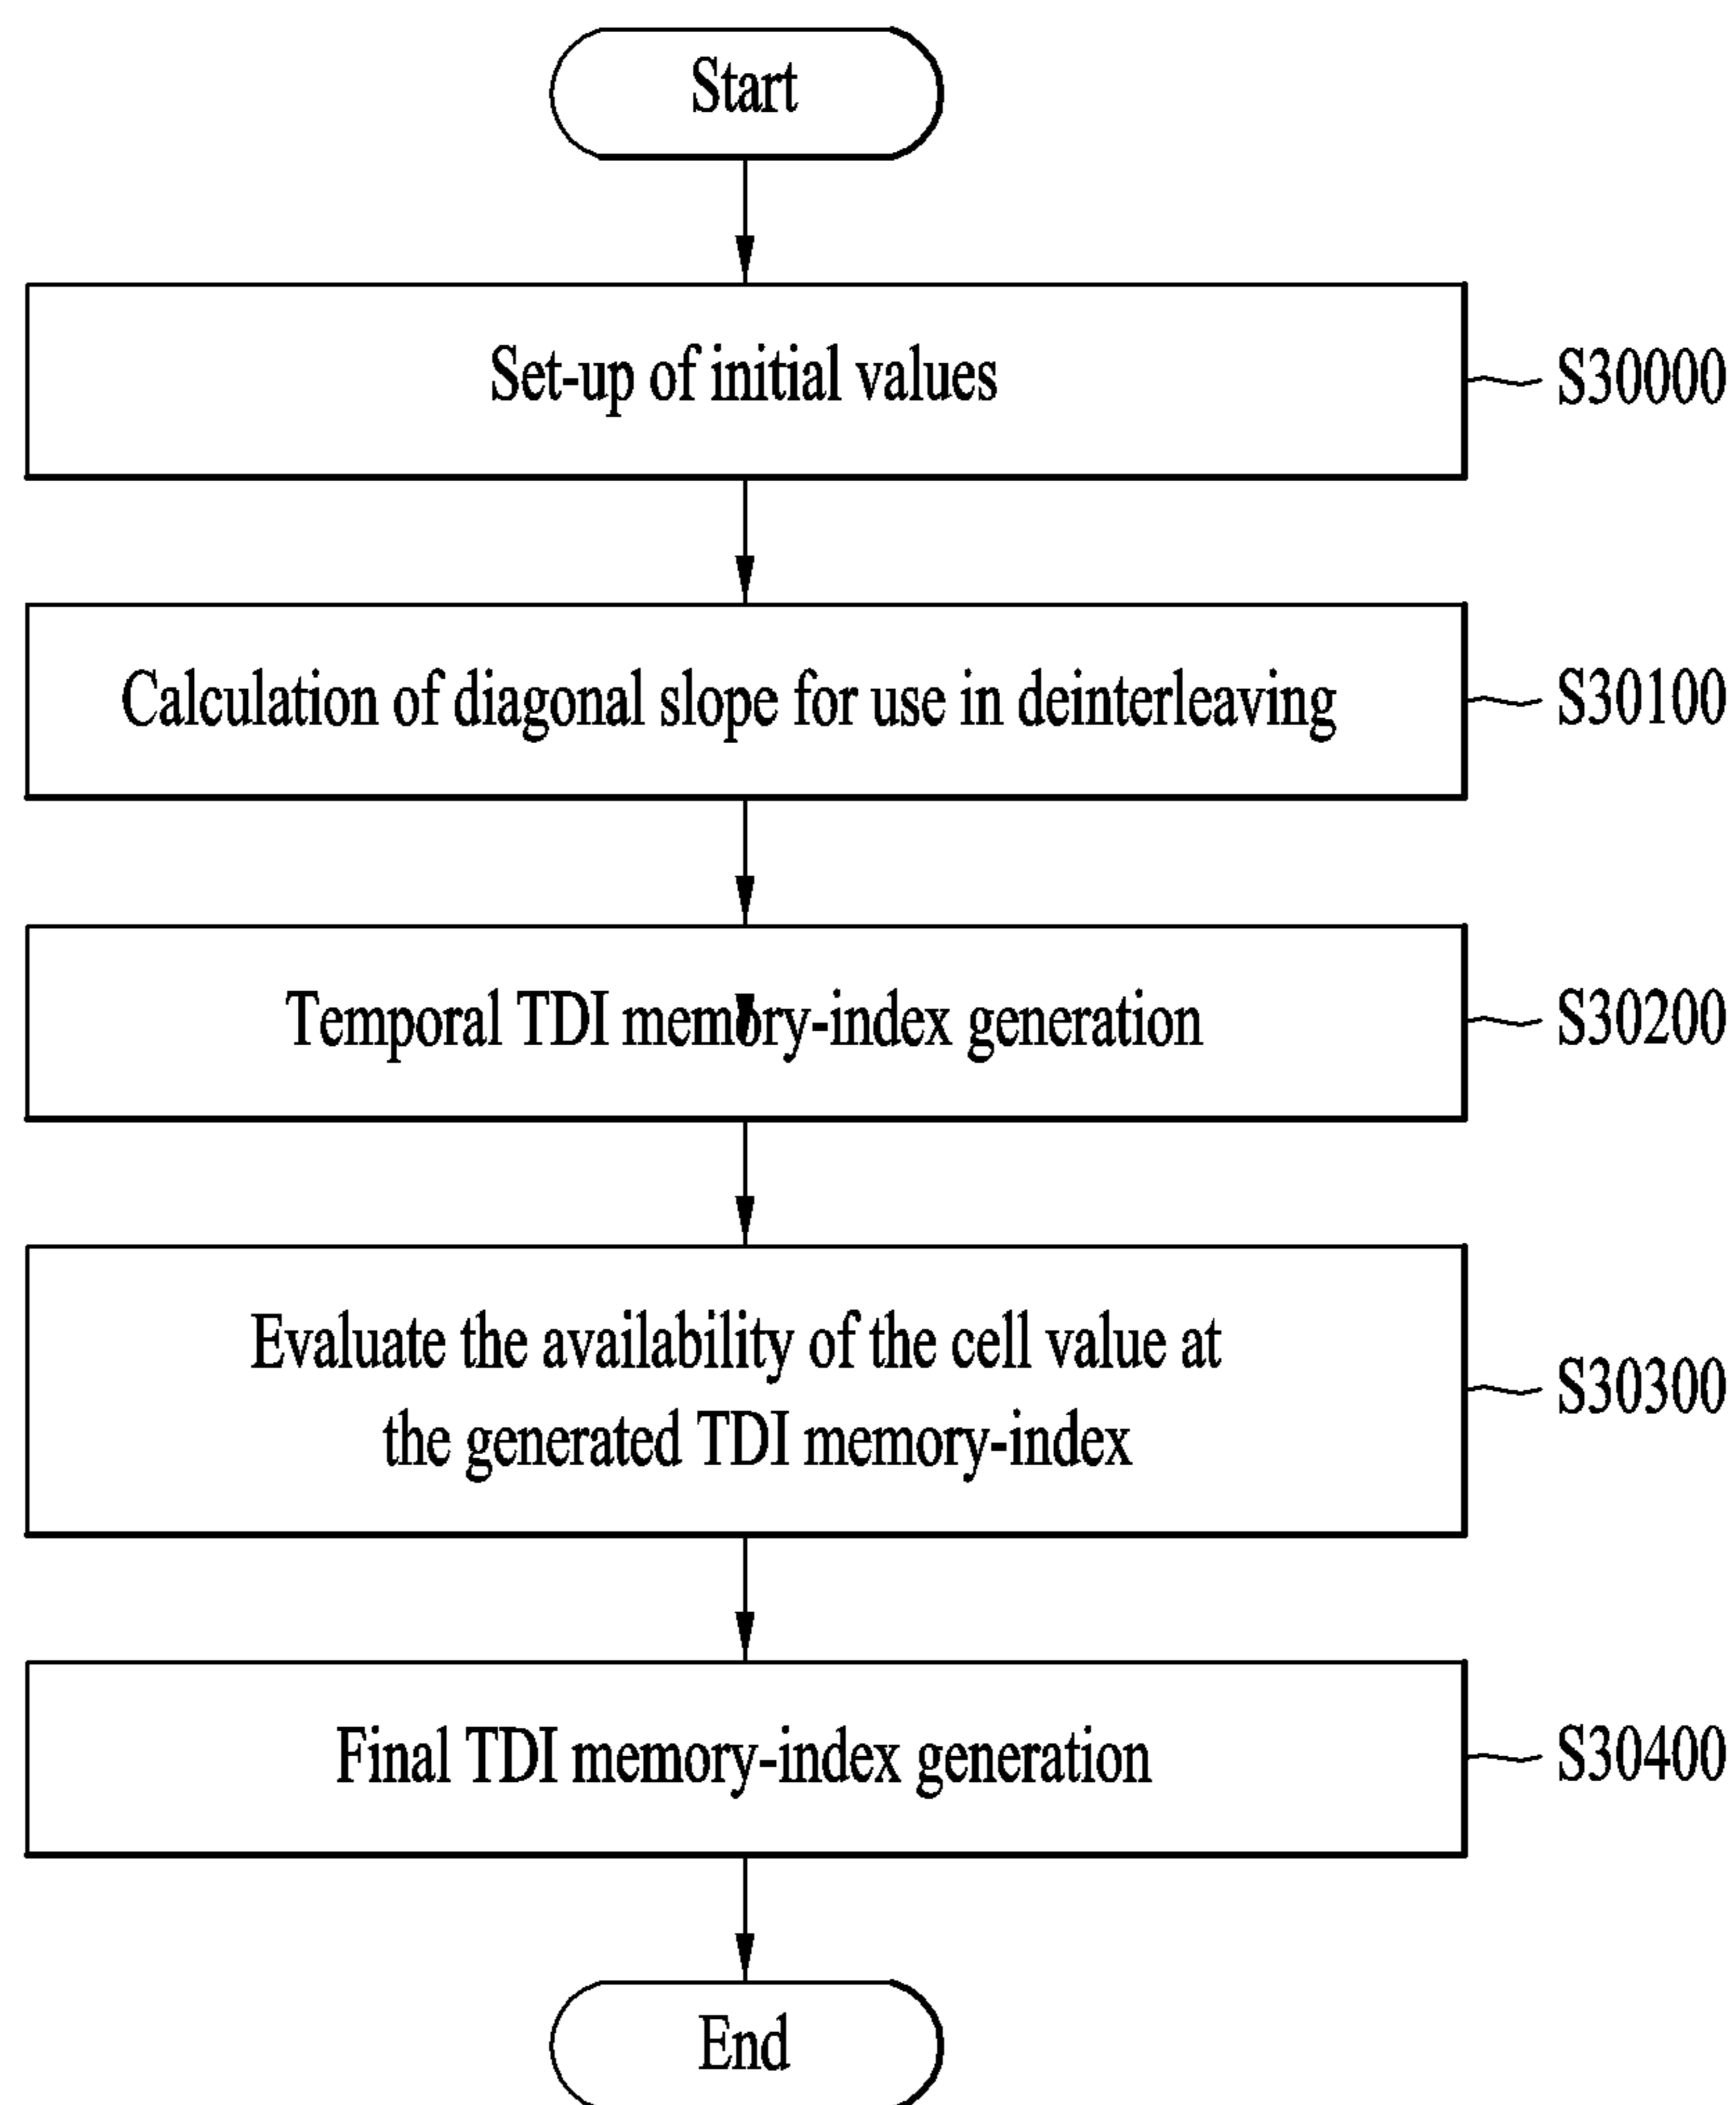 Start
Set-up of initial values
S30000
Calculation of diagonal slope for use in deinterleaving
S30100
Temporal TDI memory-index generation
S30200
Evaluate the availability of the cell value at
the generated TDI memory-index
S30300
Final TDI memory-index generation
S30400
End